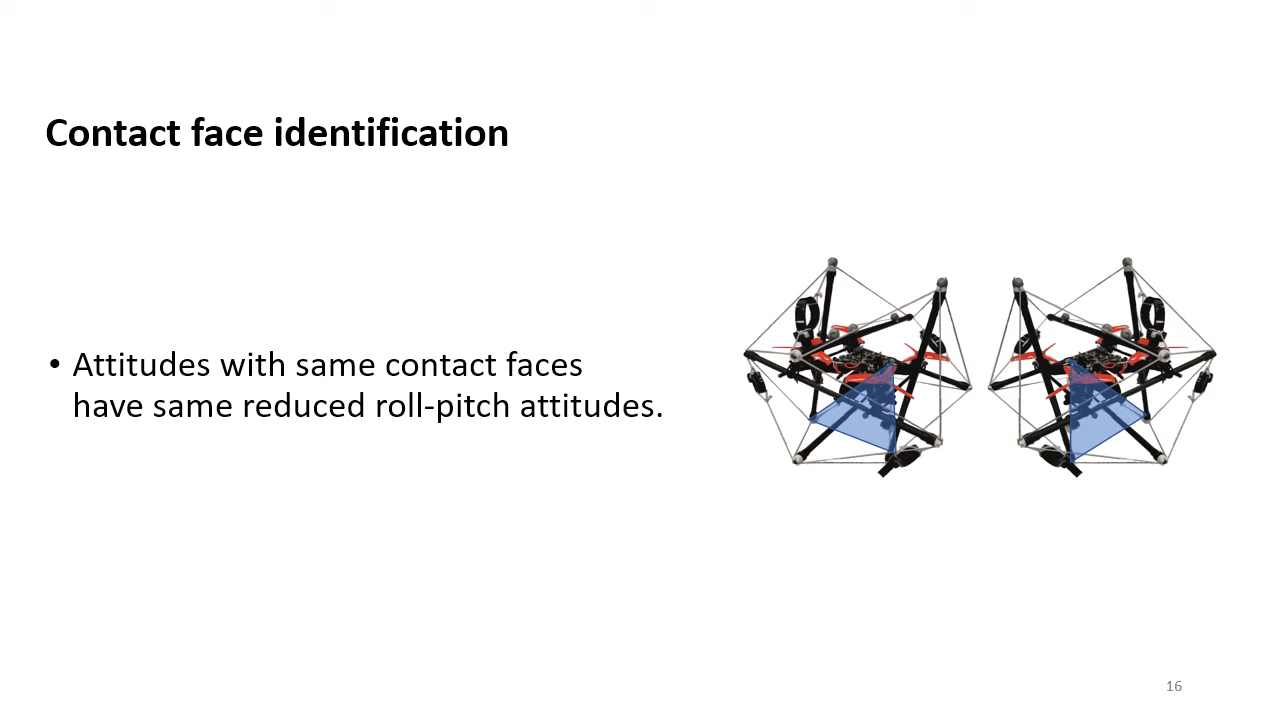 Contact face identification
• Attitudes with same contact faces
have same reduced roll-pitch attitudes.
16